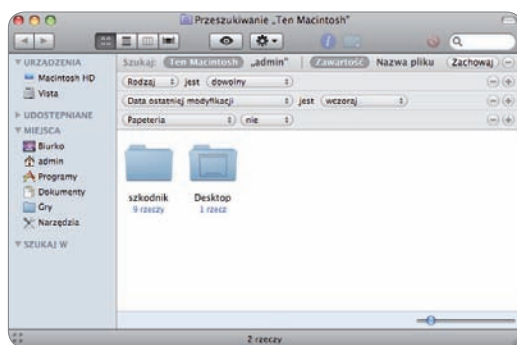 Przeszukiwanie „Ten Macintosh"
URZĄDZENIA
Macintosh HD
Vista
UDOSTĘPNIANE
MIEJSCA
Biurko
admin
Programy
Dokumenty
Gry
Narzędzia
SZUKAJ W
Szukaj: Ten Macintosh „admin" Zawartość Nazwa pliku Zachowaj
Rodzaj jest dowolny
Data ostatniej modyfikacji jest wczoraj
Papeteria nie
szkodnik
9 rzeczy
Desktop
1 rzecz
2 rzeczy